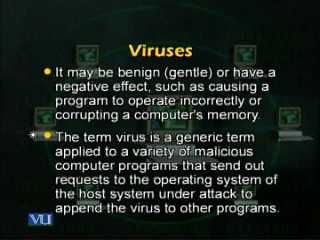 Viruses
It may be benign (gentle) or have a
negative effect, such as causing a
program to operate incorrectly or
corrupting a computer's memory.
The term virus is a generic term
applied to a variety of malicious
computer programs that send out
requests to the operating system of
the host system under attack to
append the virus to other programs.
VU